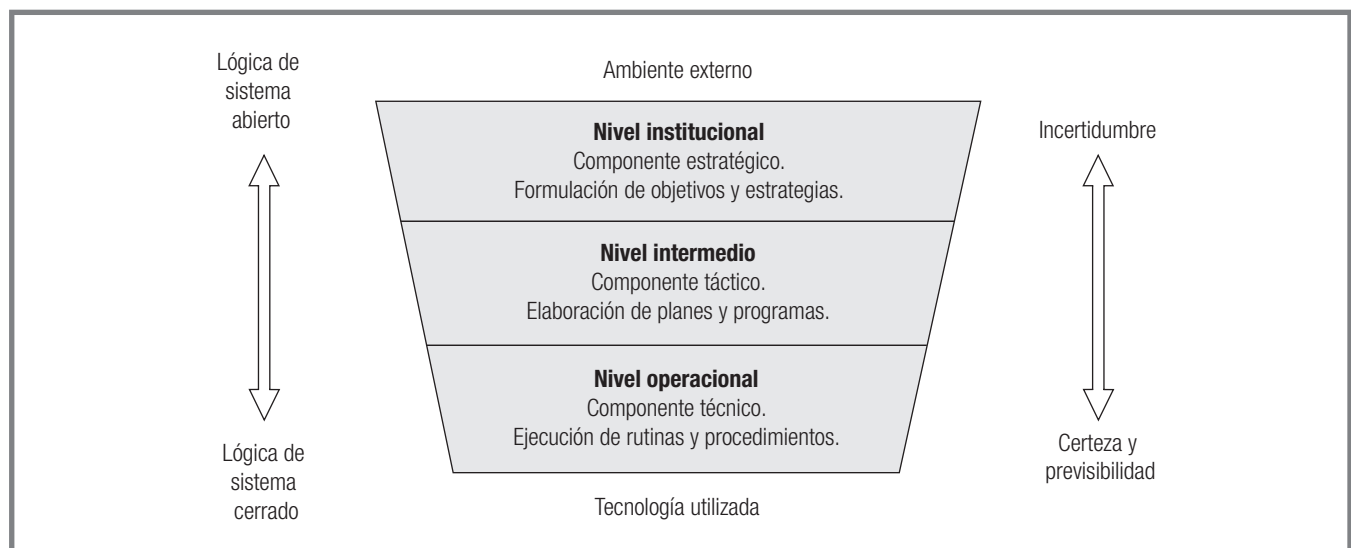 Lógica de
sistema
abierto
Ambiente externo
Nivel institucional
Componente estratégico.
Formulación de objetivos y estrategias.
Incertidumbre
Nivel intermedio
Componente táctico.
Elaboración de planes y programas.
Nivel operacional
Componente técnico.
Ejecución de rutinas y procedimientos.
Lógica de
sistema
cerrado
Certeza y
previsibilidad
Tecnología utilizada